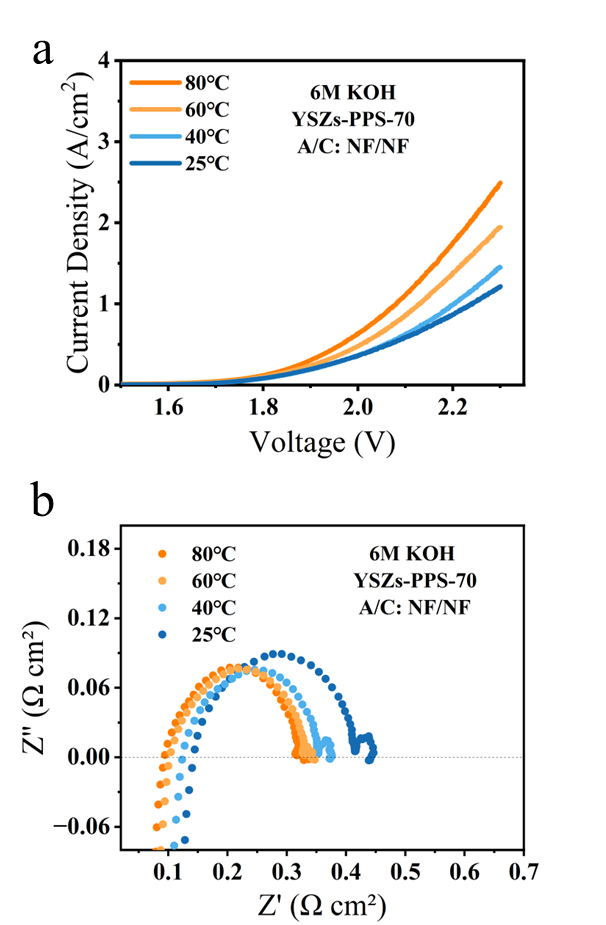 a
Current Density (A/cm²)
4
3
2
1
0
80℃
60℃
40℃
25℃
6M KOH
YSZs-PPS-70
A/C: NF/NF
1.6 1.8 2.0 2.2
Voltage (V)
b
Z'' (Ω cm²)
0.18
0.12
0.06
0.00
−0.06
80℃
60℃
40℃
25℃
6M KOH
YSZs-PPS-70
A/C: NF/NF
0.1 0.2 0.3 0.4 0.5 0.6 0.7
Z' (Ω cm²)